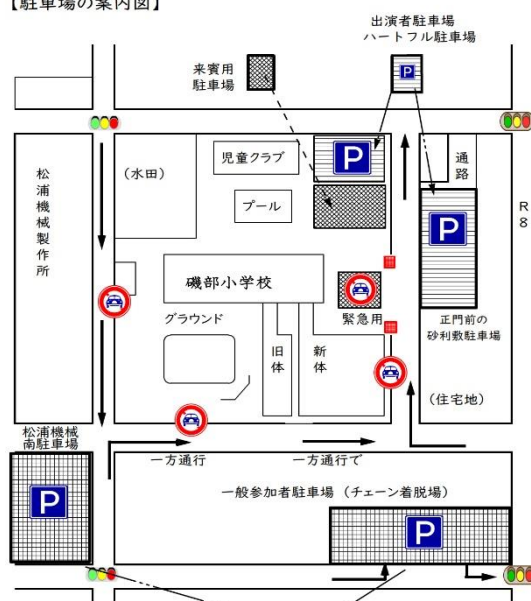 【駐車場の案内図】
出演者駐車場
ハートフル駐車場
P
来賓用
駐車場
松浦機械製作所
（水田）
児童クラブ
P
通路
R8
プール
P
磯部小学校
緊急用
正門前の
砂利敷駐車場
グラウンド
旧体
新体
（住宅地）
松浦機械
南駐車場
一方通行
一方通行で
P
一般参加者駐車場（チェーン着脱場）
P